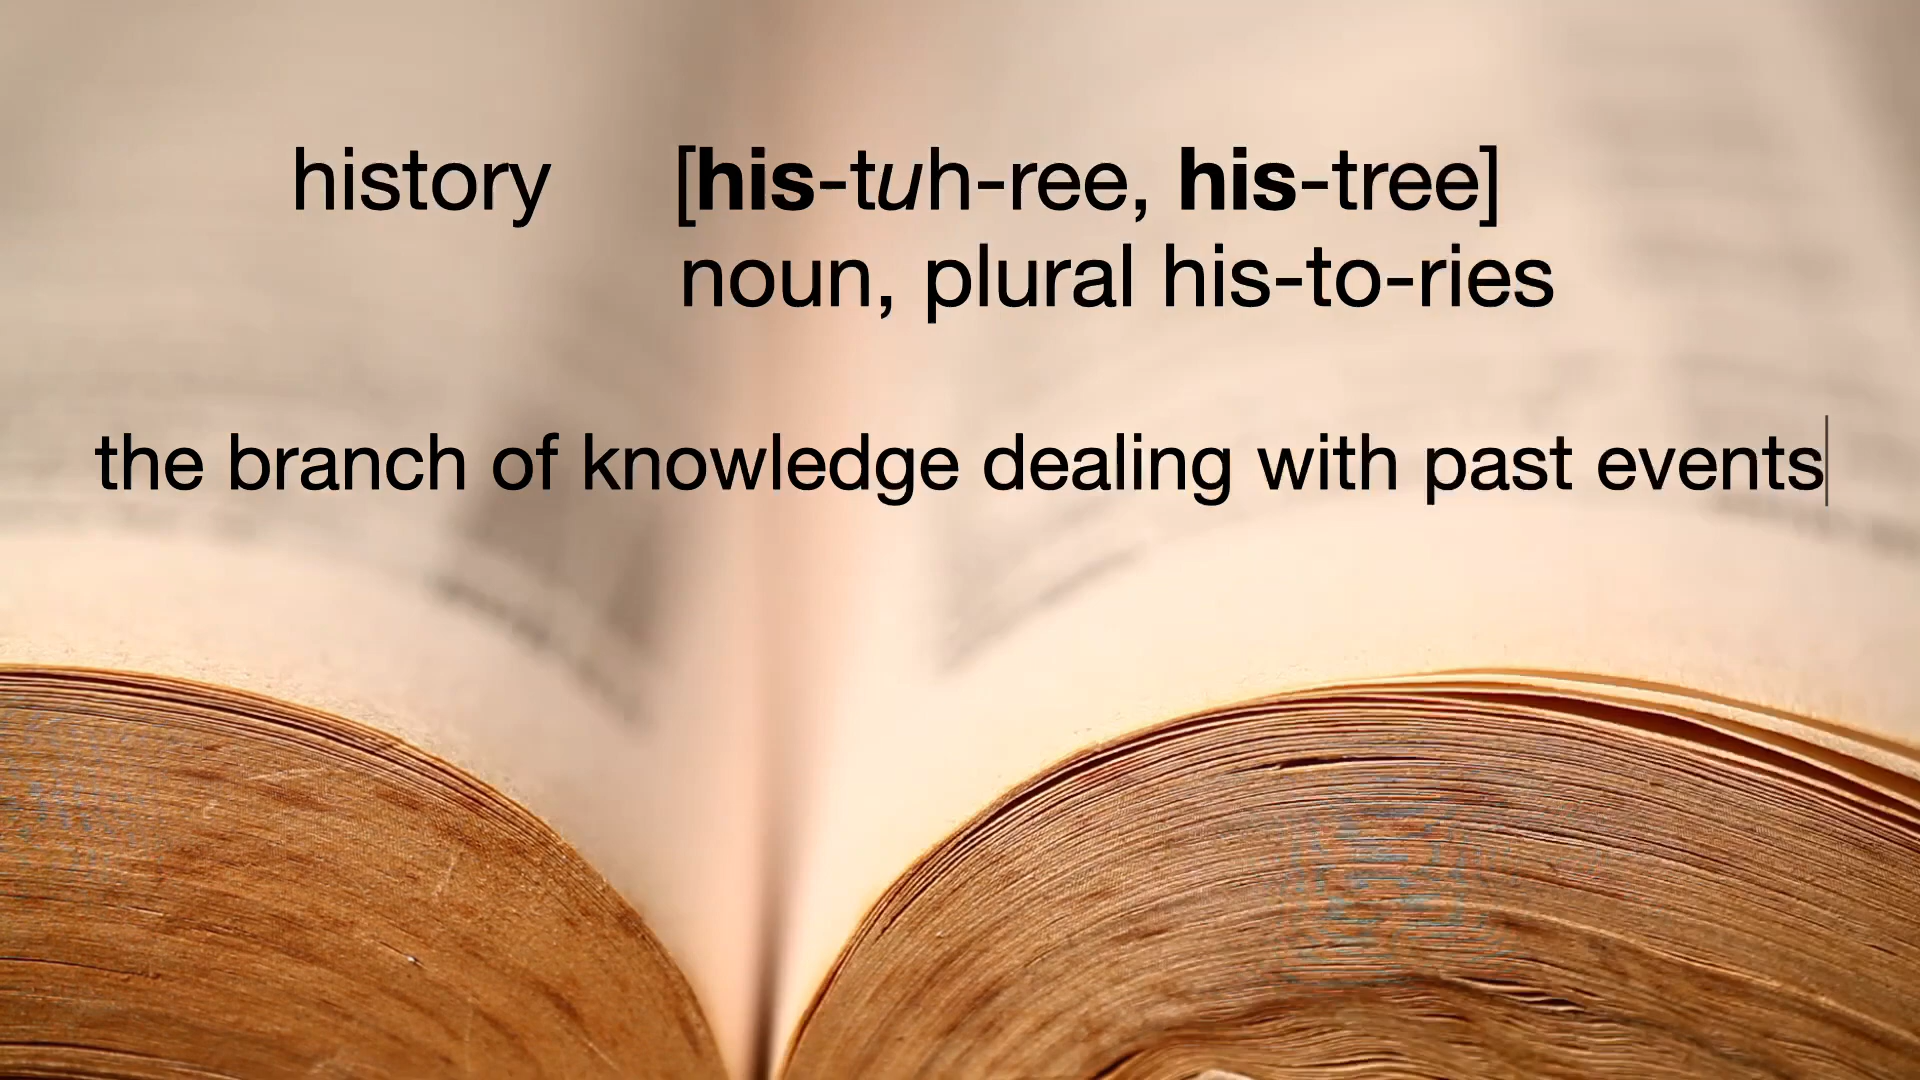 history [his-tuh-ree, his-tree]
noun, plural his-to-ries
the branch of knowledge dealing with past events